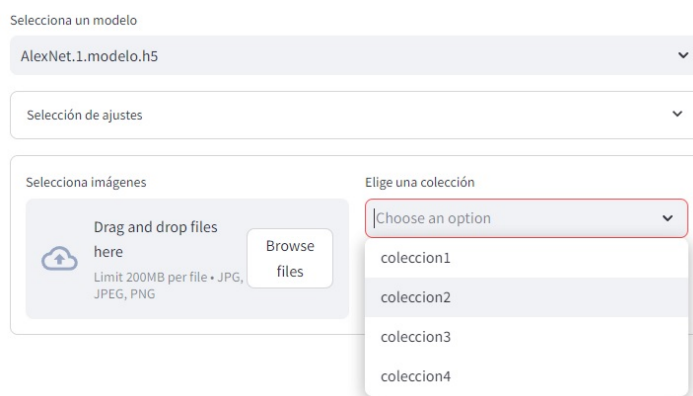 Selecciona un modelo
AlexNet.1.modelo.h5
Selección de ajustes
Selecciona imágenes
Drag and drop files
here
Limit 200MB per file • JPG,
JPEG, PNG
Browse
files
Elige una colección
Choose an option
coleccion1
coleccion2
coleccion3
coleccion4